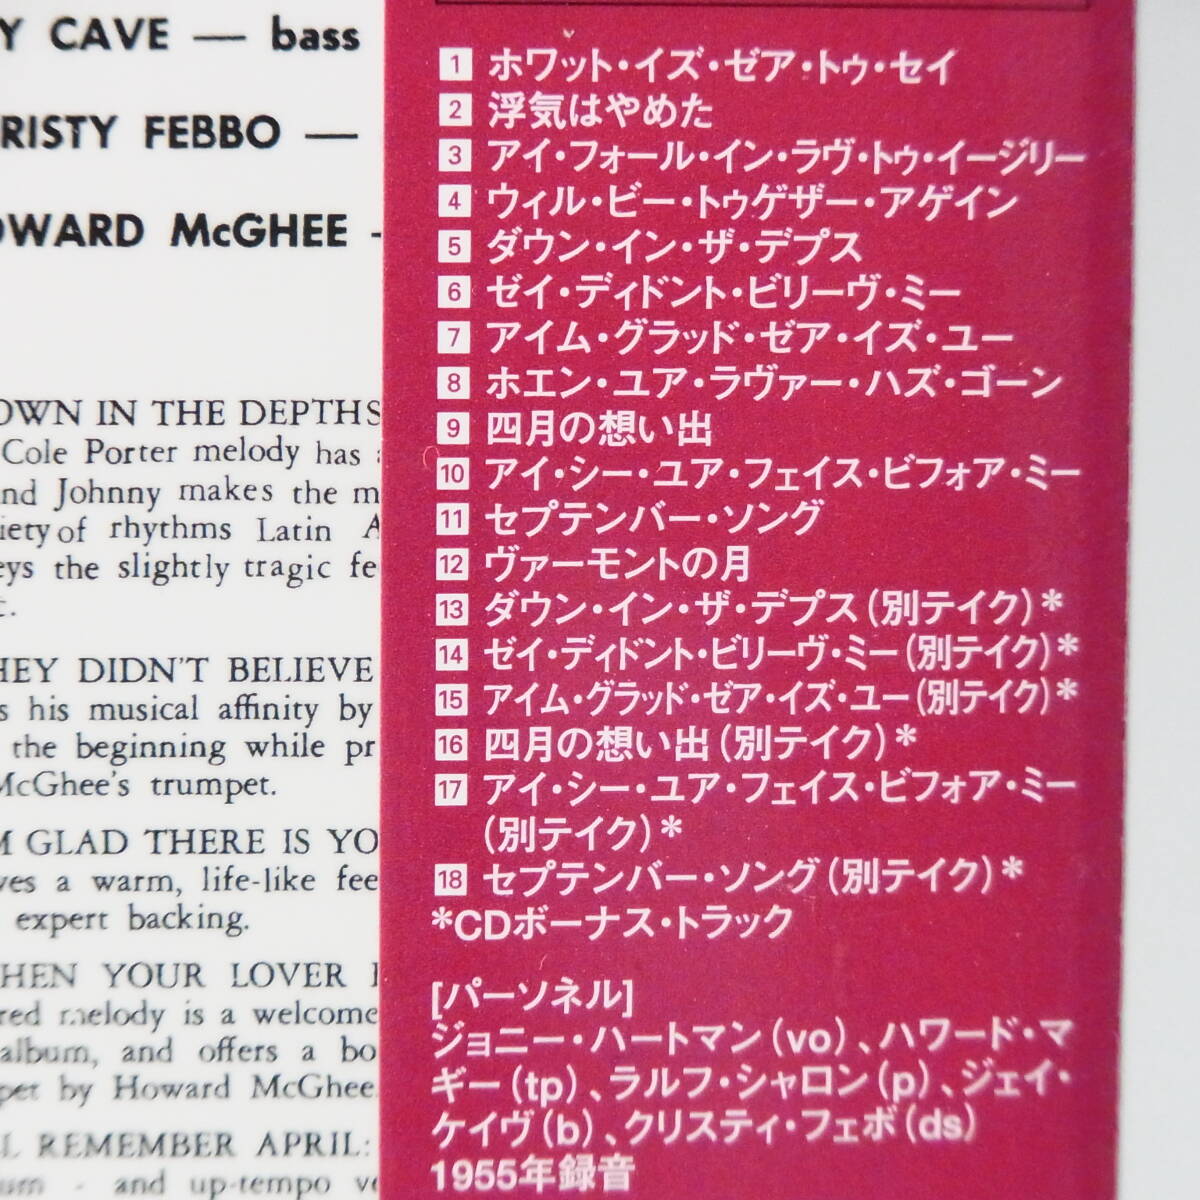 Y CAVE — bass
RISTY FEBBO —
OWARD McGHEE -
OWN IN THE DEPTHS
Cole Porter melody has
nd Johnny makes the m
iety of rhythms Latin A
eys the slightly tragic fe
t.
HEY DIDN'T BELIEVE
s his musical affinity by
the beginning while pr
McGhee's trumpet.
M GLAD THERE IS YO
ves a warm, life-like fee
expert backing.
HEN YOUR LOVER H
red melody is a welcome
album, and offers a bo
pet by Howard McGhee
LL REMEMBER APRIL:
um - and up-tempo ve
1 ホワット・イズ・ゼア・トゥ・セイ
2 浮気はやめた
3 アイ・フォール・イン・ラヴ・トゥ・イージリー
4 ウィル・ビー・トゥゲザー・アゲイン
5 ダウン・イン・ザ・デプス
6 ゼイ・ディドント・ビリーヴ・ミー
7 アイム・グラッド・ゼア・イズ・ユー
8 ホエン・ユア・ラヴァー・ハズ・ゴーン
9 四月の想い出
10 アイ・シー・ユア・フェイス・ビフォア・ミー
11 セプテンバー・ソング
12 ヴァーモントの月
13 ダウン・イン・ザ・デプス(別テイク)*
14 ゼイ・ディドント・ビリーヴ・ミー(別テイク)*
15 アイム・グラッド・ゼア・イズ・ユー(別テイク)*
16 四月の想い出(別テイク)*
17 アイ・シー・ユア・フェイス・ビフォア・ミー
(別テイク)*
18 セプテンバー・ソング(別テイク)*
*CDボーナス・トラック
[パーソネル]
ジョニー・ハートマン(vo)、ハワード・マ
ギー(tp)、ラルフ・シャロン(p)、ジェイ・
ケイヴ(b)、クリスティ・フェボ(ds)
1955年録音